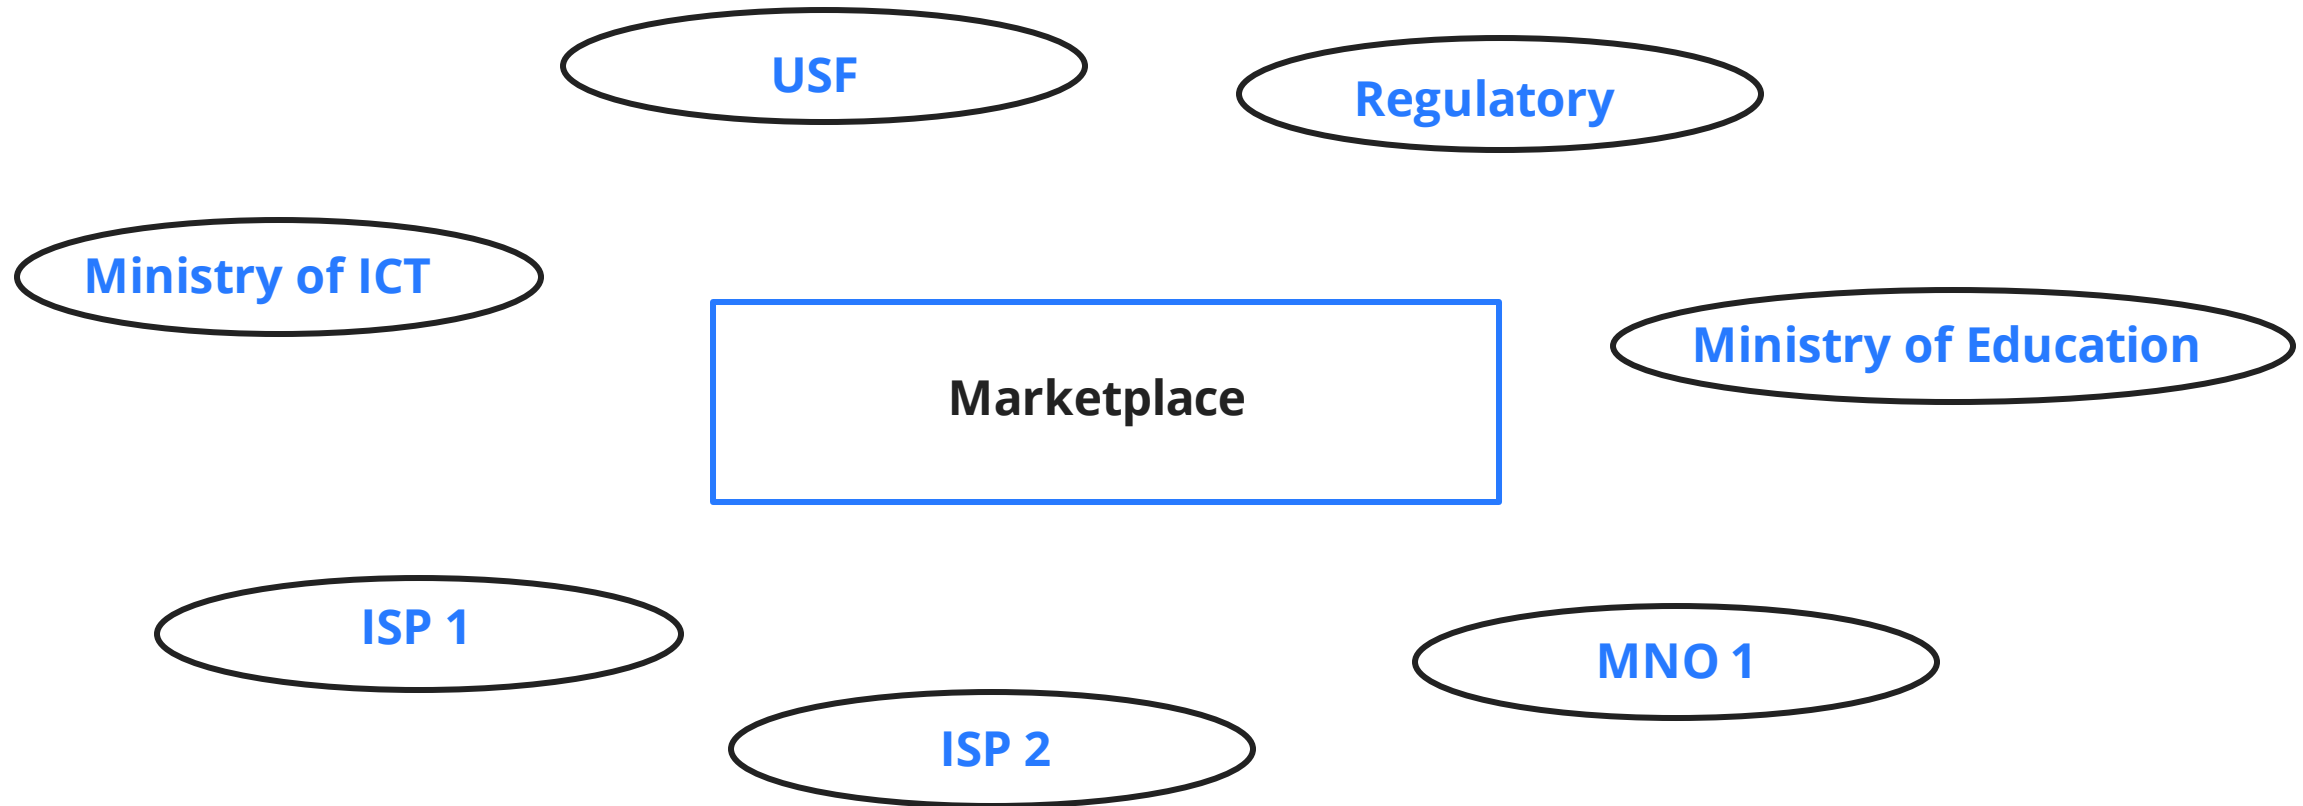 USF
Regulatory
Ministry of ICT
Ministry of Education
Marketplace
ISP 1
MNO 1
ISP 2